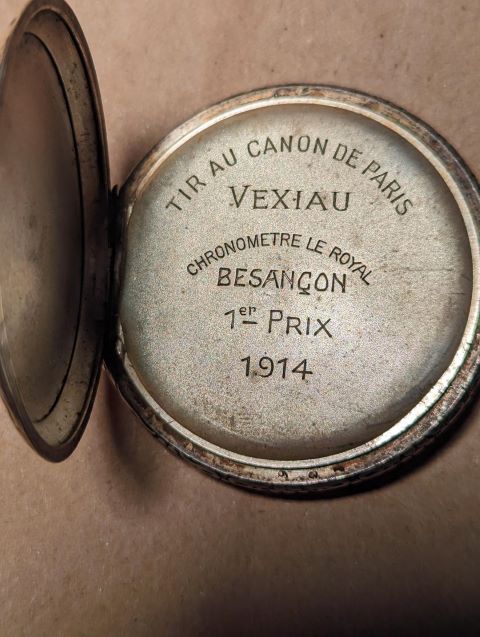 TIR AU CANON DE PARIS
VEXIAU
CHRONOMETRE LE ROYAL
BESANÇON
1er PRIX
1914